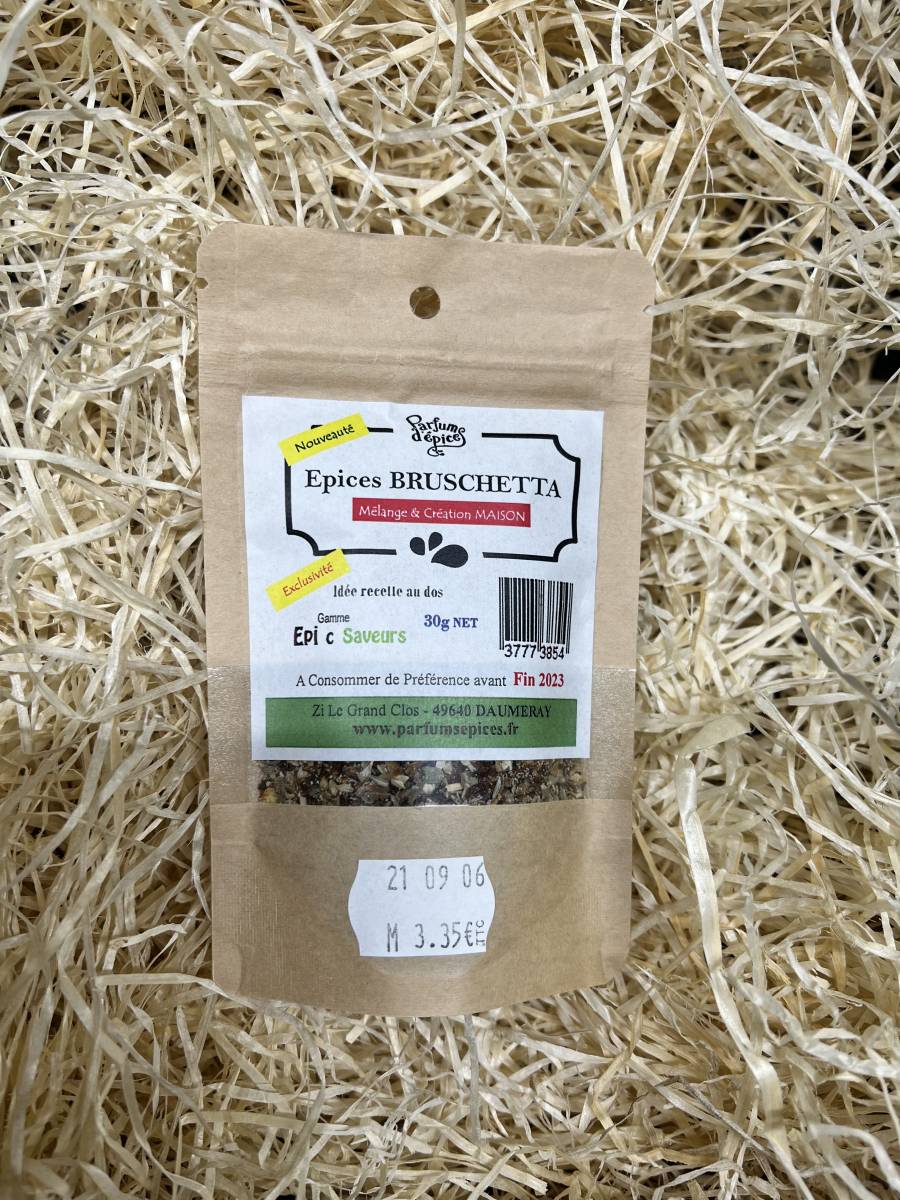 Nouveauté
Parfums
d'épices
Epices BRUSCHETTA
Mélange & Création MAISON
Exclusivité
Idée recette au dos
Gamme
Epi c Saveurs
30g NET
3777 3854
A Consommer de Préférence avant Fin 2023
Zi Le Grand Clos - 49640 DAUMERAY
www.parfumsepices.fr
21 09 06
M 3.35€ TTC